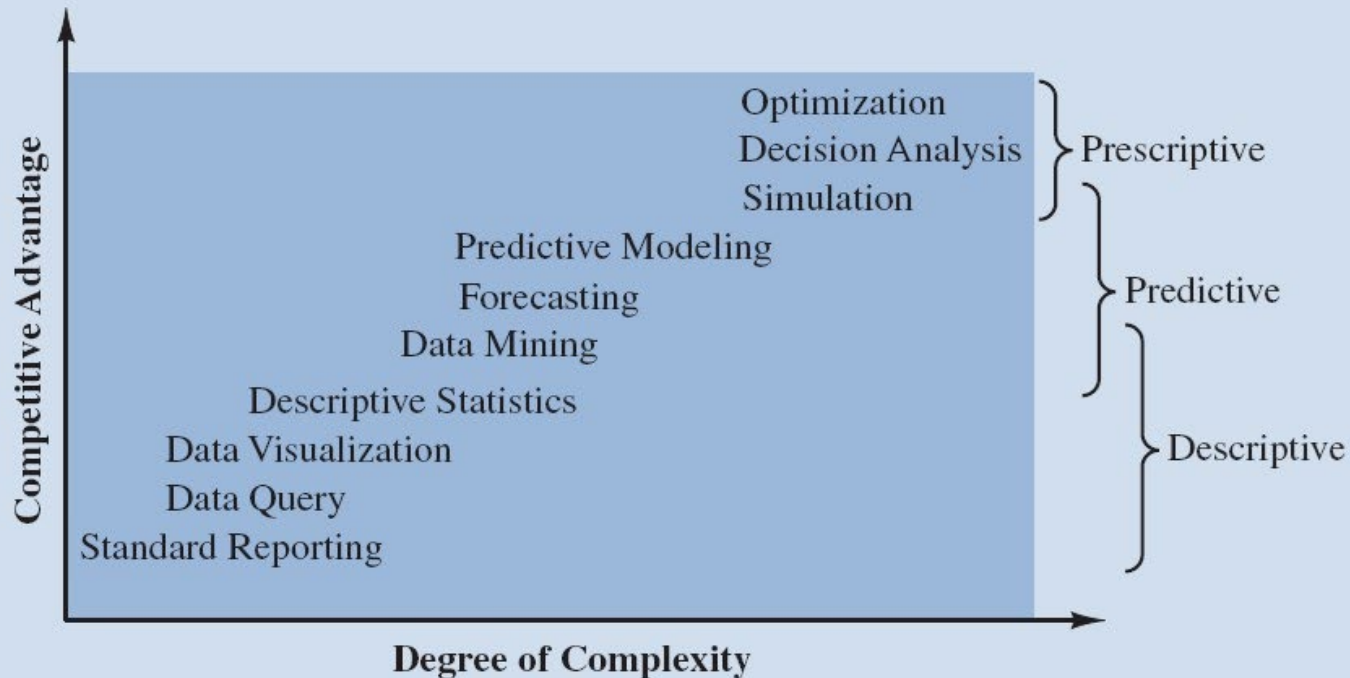 Competitive Advantage
Optimization
Decision Analysis
Simulation
Predictive Modeling
Forecasting
Data Mining
Descriptive Statistics
Data Visualization
Data Query
Standard Reporting
Prescriptive
Predictive
Descriptive
Degree of Complexity